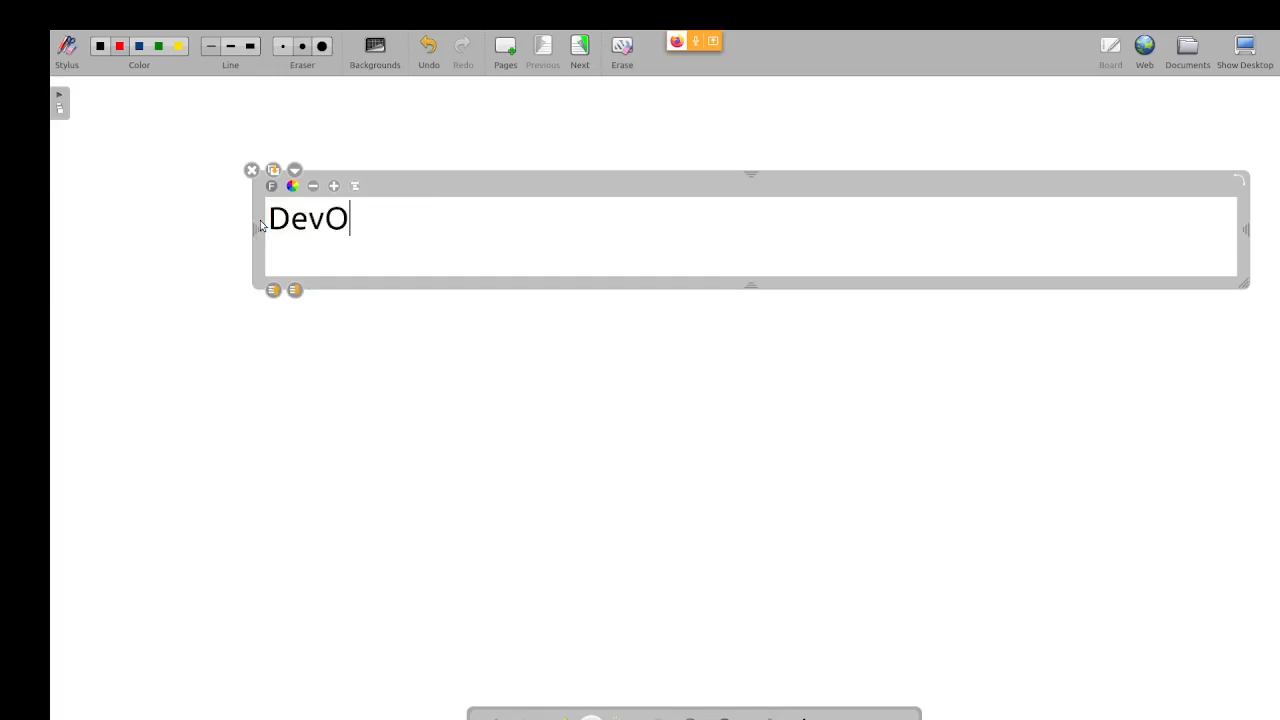 Stylus
Color
Line
Eraser
Backgrounds
Undo
Redo
Pages
Previous
Next
Erase
Board
Web
Documents
Show Desktop
F
DevO